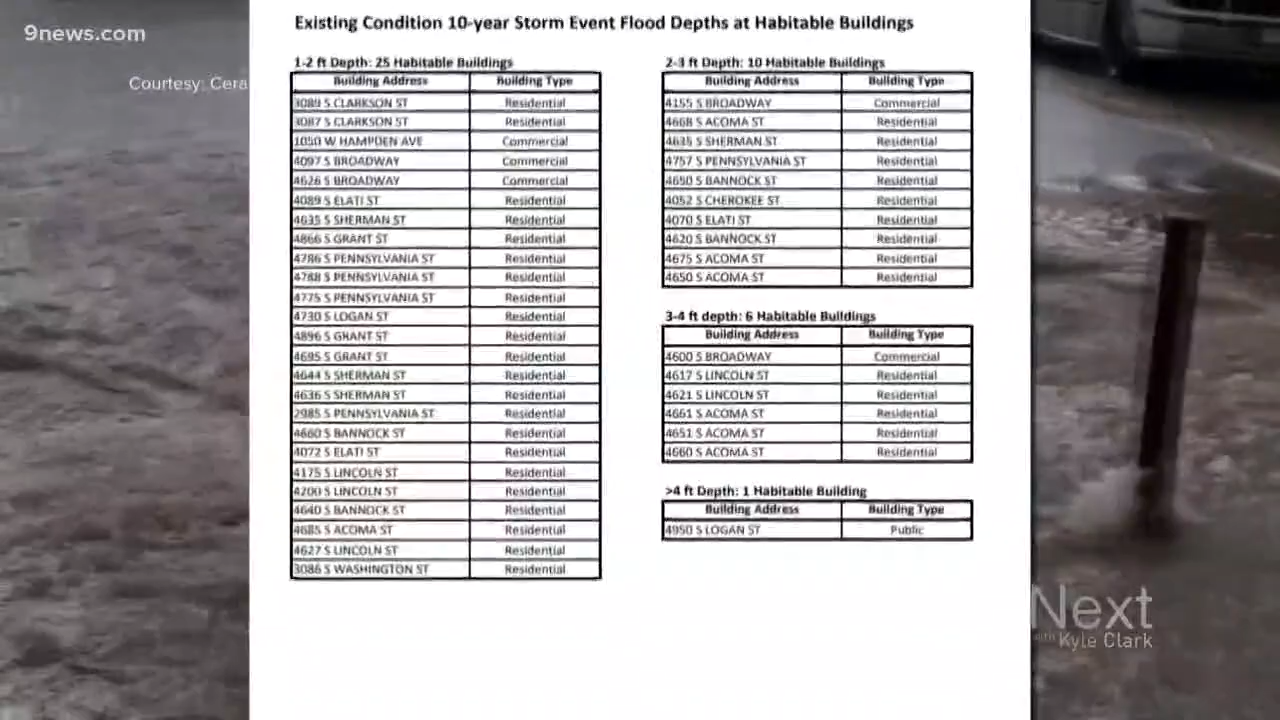 9news.com
Courtesy: Cera
Existing Condition 10-year Storm Event Flood Depths at Habitable Buildings
1-2 ft Depth: 25 Habitable Buildings
Building Address Building Type
3089 S CLARKSON ST Residential
3087 S CLARKSON ST Residential
1050 W HAMPDEN AVE Commercial
4097 S BROADWAY Commercial
4626 S BROADWAY Commercial
4089 S ELATI ST Residential
4635 S SHERMAN ST Residential
4866 S GRANT ST Residential
4786 S PENNSYLVANIA ST Residential
4788 S PENNSYLVANIA ST Residential
4775 S PENNSYLVANIA ST Residential
4730 S LOGAN ST Residential
4896 S GRANT ST Residential
4695 S GRANT ST Residential
4644 S SHERMAN ST Residential
4636 S SHERMAN ST Residential
2985 S PENNSYLVANIA ST Residential
4660 S BANNOCK ST Residential
4072 S ELATI ST Residential
4175 S LINCOLN ST Residential
4200 S LINCOLN ST Residential
4640 S BANNOCK ST Residential
4685 S ACOMA ST Residential
4627 S LINCOLN ST Residential
3086 S WASHINGTON ST Residential
2-3 ft Depth: 10 Habitable Buildings
Building Address Building Type
4155 S BROADWAY Commercial
4668 S ACOMA ST Residential
4635 S SHERMAN ST Residential
4757 S PENNSYLVANIA ST Residential
4650 S BANNOCK ST Residential
4052 S CHEROKEE ST Residential
4070 S ELATI ST Residential
4620 S BANNOCK ST Residential
4675 S ACOMA ST Residential
4650 S ACOMA ST Residential
3-4 ft depth: 6 Habitable Buildings
Building Address Building Type
4600 S BROADWAY Commercial
4617 S LINCOLN ST Residential
4621 S LINCOLN ST Residential
4661 S ACOMA ST Residential
4651 S ACOMA ST Residential
4660 S ACOMA ST Residential
>4 ft Depth: 1 Habitable Building
Building Address Building Type
4950 S LOGAN ST Public
Next
with Kyle Clark